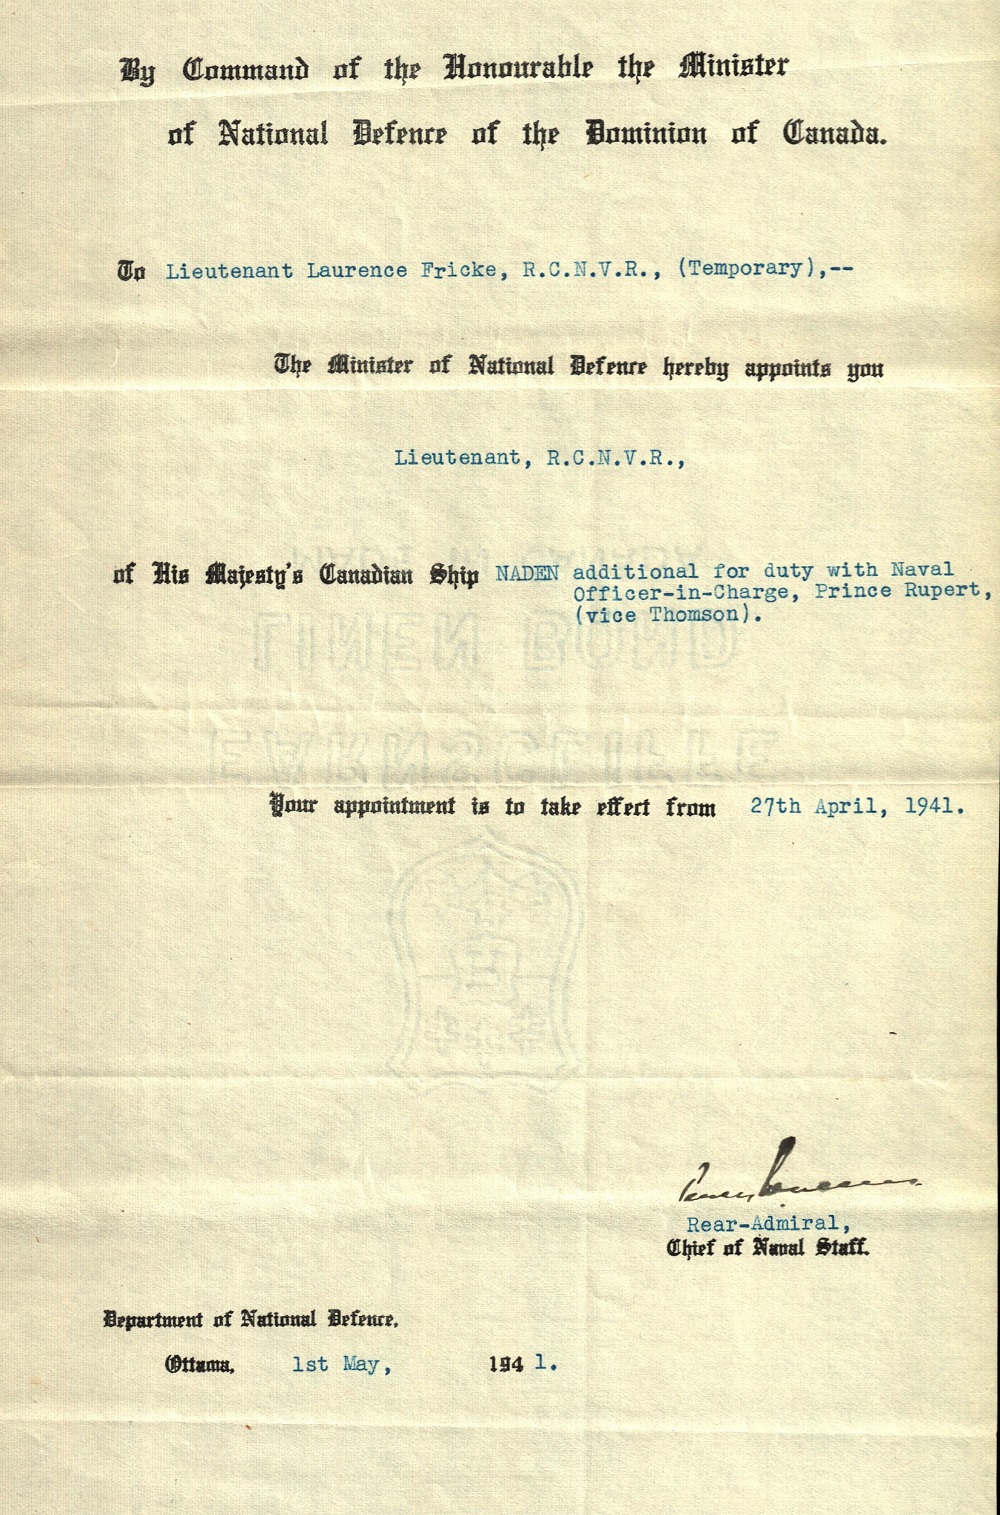 By Command of the Honourable the Minister
of National Defence of the Dominion of Canada.
To Lieutenant Laurence Fricke, R.C.N.V.R., (Temporary),--
The Minister of National Defence hereby appoints you
Lieutenant, R.C.N.V.R.,
of His Majesty's Canadian Ship NADEN additional for duty with Naval
Officer-in-Charge, Prince Rupert,
(vice Thomson).
Your appointment is to take effect from 27th April, 1941.
Rear-Admiral,
Chief of Naval Staff.
Department of National Defence,
Ottawa, 1st May, 1941.